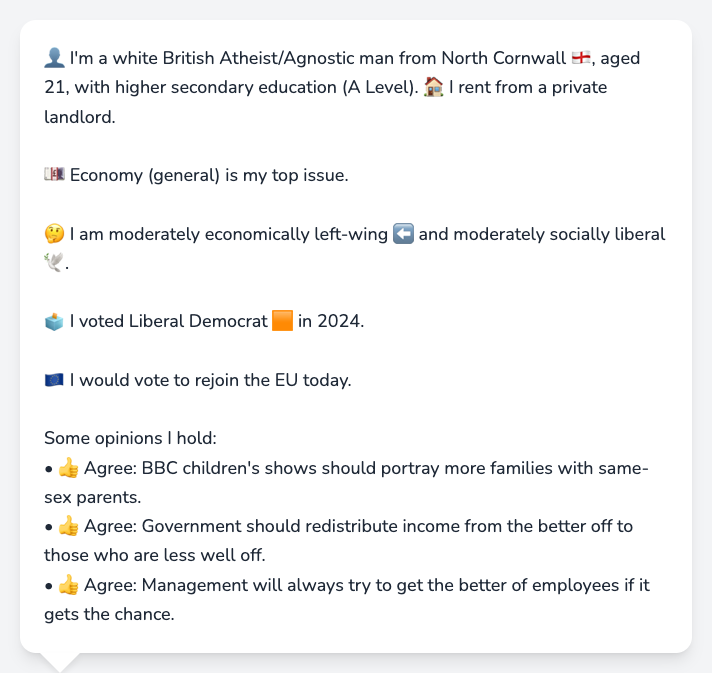 👤 I'm a white British Atheist/Agnostic man from North Cornwall 🏴󠁧󠁢󠁥󠁮󠁧󠁿, aged
21, with higher secondary education (A Level). 🏠 I rent from a private
landlord.
💷 Economy (general) is my top issue.
🤔 I am moderately economically left-wing ⬅️ and moderately socially liberal
🕊️.
🗳️ I voted Liberal Democrat 🟧 in 2024.
🇪🇺 I would vote to rejoin the EU today.
Some opinions I hold:
• 👍 Agree: BBC children's shows should portray more families with same-
sex parents.
• 👍 Agree: Government should redistribute income from the better off to
those who are less well off.
• 👍 Agree: Management will always try to get the better of employees if it
gets the chance.